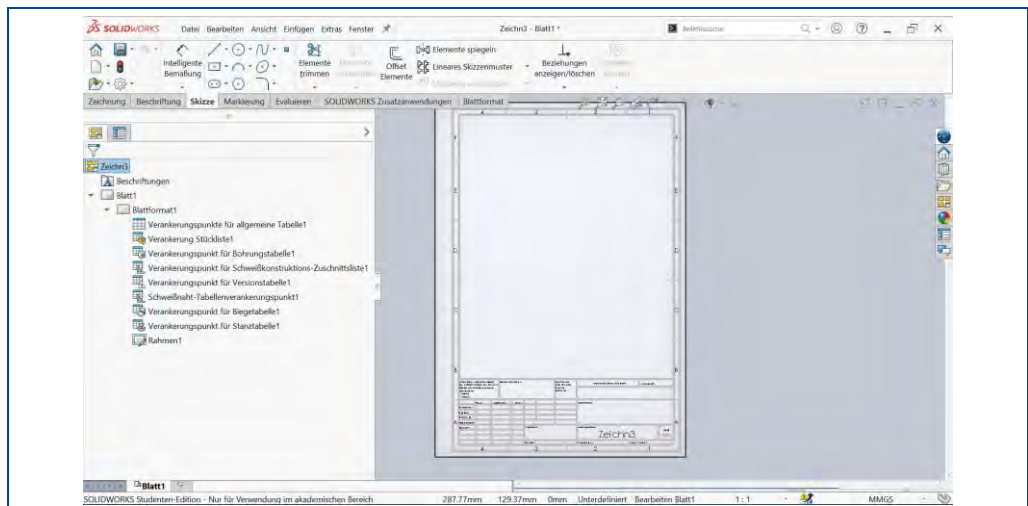 SOLIDWORKS Datei Bearbeiten Ansicht Einfügen Extras Fenster Zeichn3 - Blatt1 *
Intelligente Bemaßung
Elemente trimmen
Offset Elemente
Elemente spiegeln
Lineares Skizzenmuster
Beziehungen anzeigen/löschen
Zeichnung Beschriftung Skizze Markierung Evaluieren SOLIDWORKS Zusatzanwendungen Blattformat
Zeichn3
Beschriftungen
Blatt1
Blattformat1
Verankerungspunkte für allgemeine Tabelle1
Verankerung Stückliste1
Verankerungspunkt für Bohrungstabelle1
Verankerungspunkt für Schweißkonstruktions-Zuschnittsliste1
Verankerungspunkt für Versionstabelle1
Schweißnaht-Tabellenverankerungspunkt1
Verankerungspunkt für Biegetabelle1
Verankerungspunkt für Stanztabelle1
Rahmen1
Zeichn3
Blatt1
SOLIDWORKS Studenten-Edition - Nur für Verwendung im akademischen Bereich 287.77mm 129.37mm 0mm Unterdefiniert Bearbeiten Blatt1 1:1 MMGS